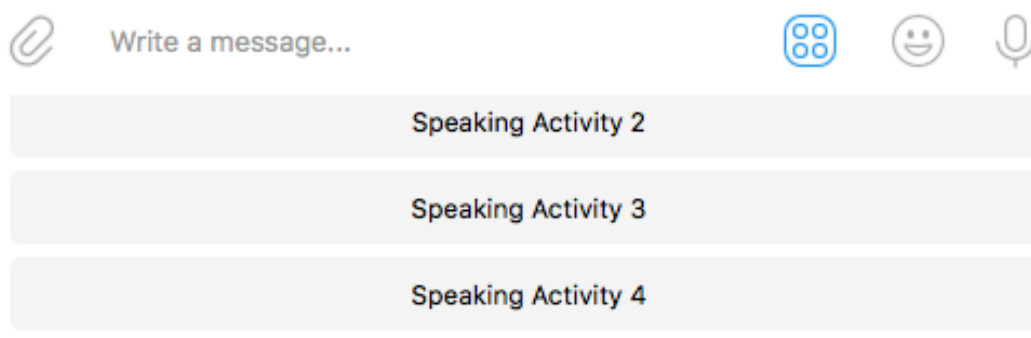 Write a message...
Speaking Activity 2
Speaking Activity 3
Speaking Activity 4